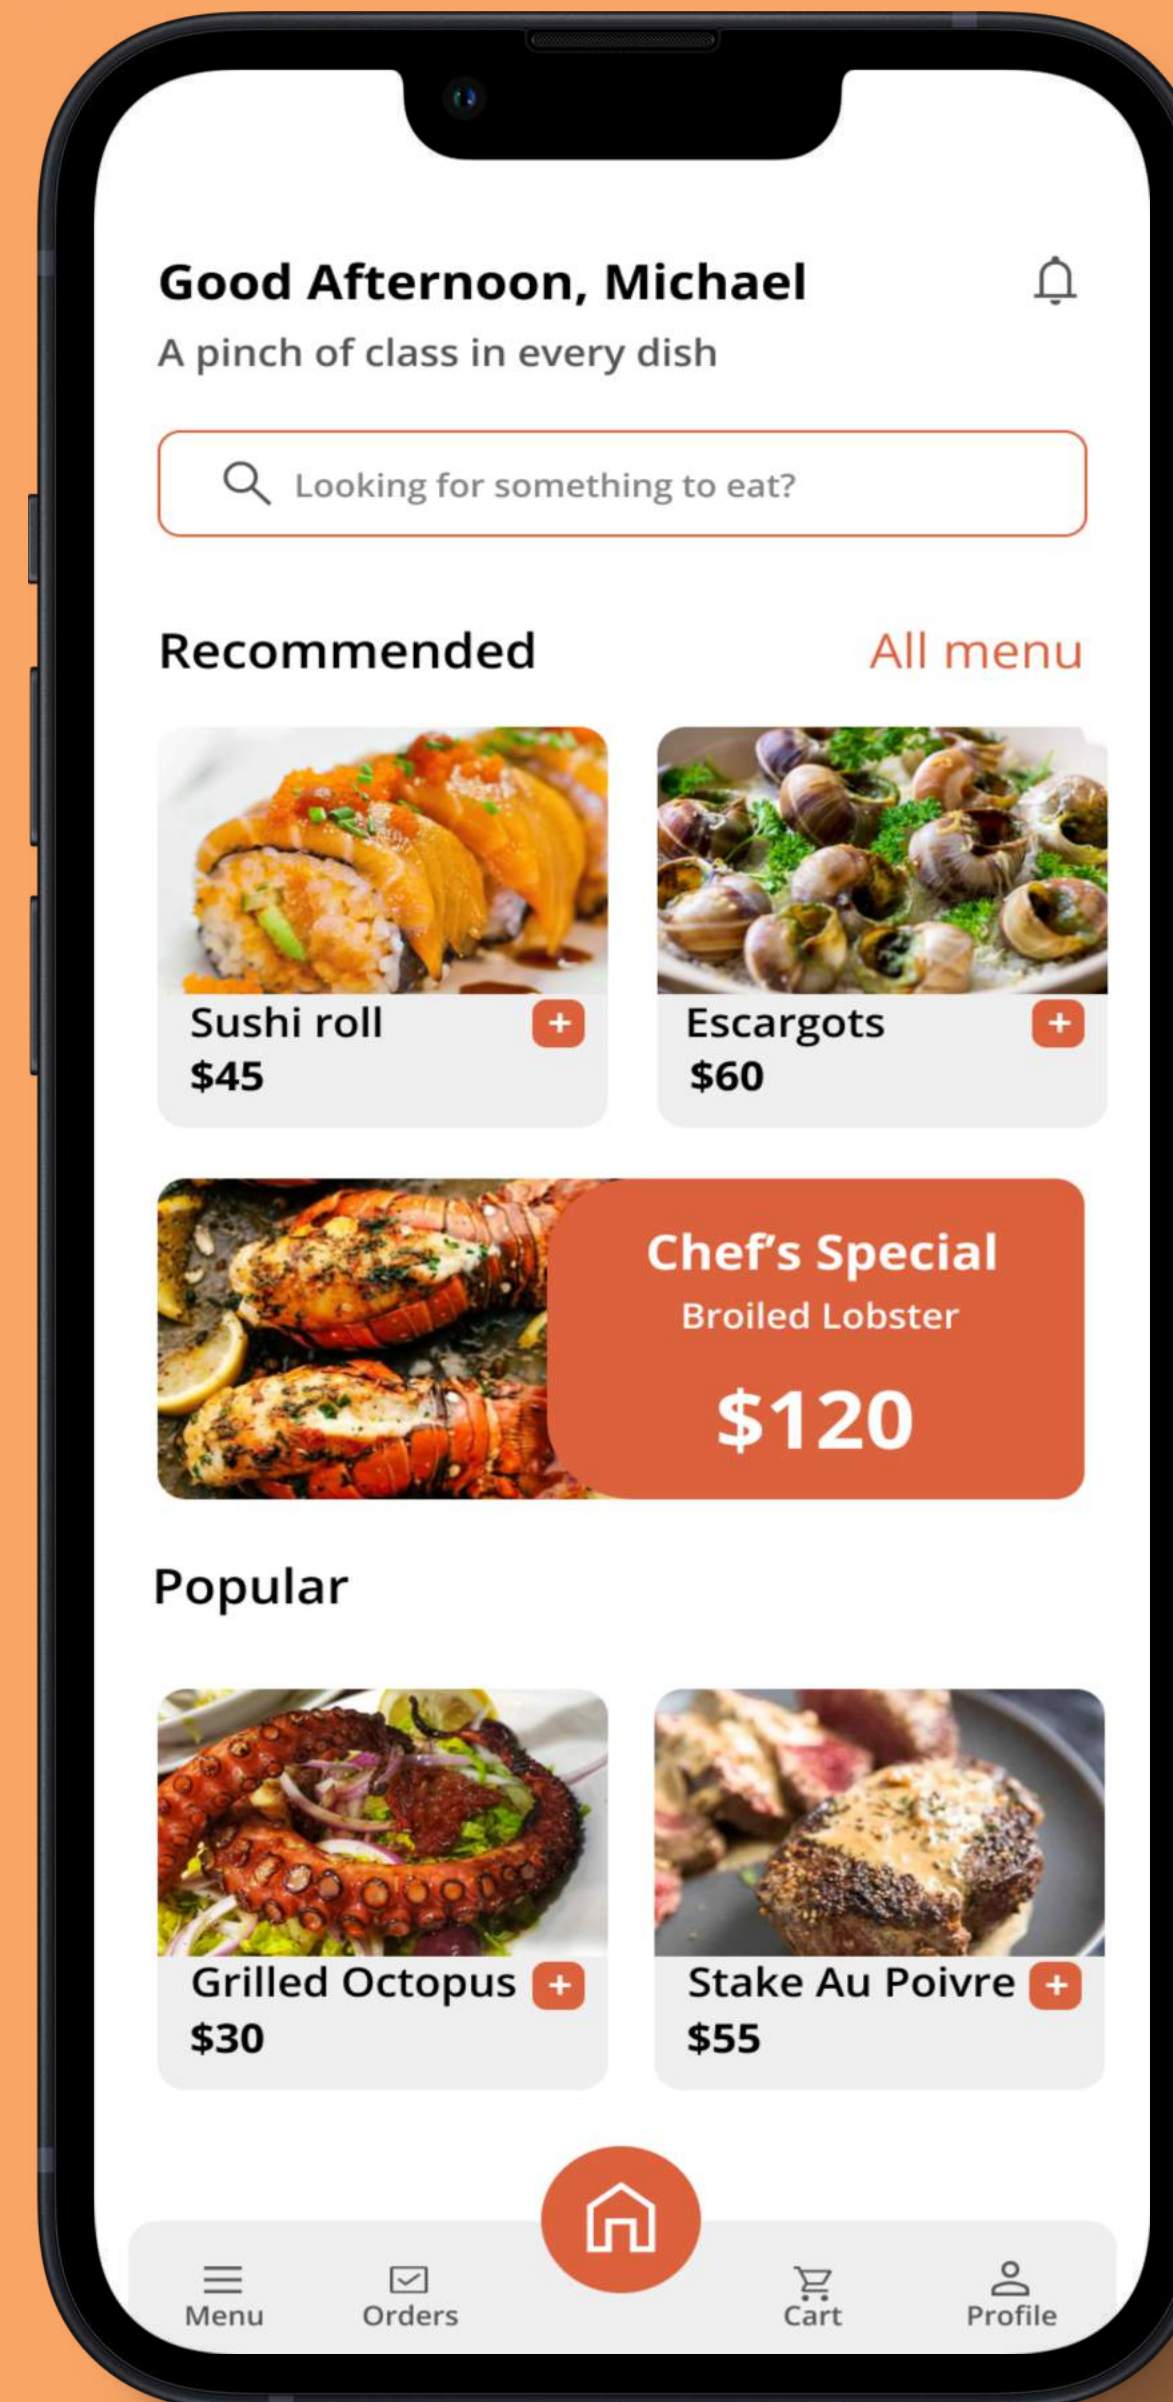 Good Afternoon, Michael
A pinch of class in every dish
Looking for something to eat?
Recommended
All menu
Sushi roll
+
$45
Escargots
+
$60
Chef's Special
Broiled Lobster
$120
Popular
Grilled Octopus
+
$30
Stake Au Poivre
+
$55
Menu
Orders
Cart
Profile